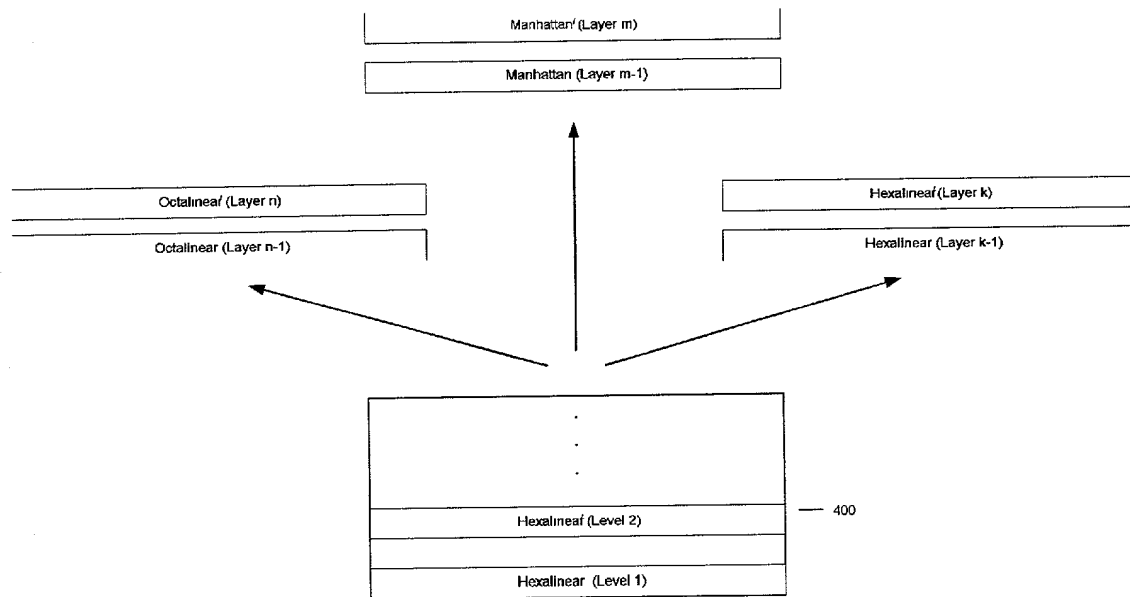 Manhattan' (Layer m)
Manhattan (Layer m-1)
Octalinear' (Layer n)
Hexalinear' (Layer k)
Octalinear (Layer n-1)
Hexalinear (Layer k-1)
Hexalinear' (Level 2)
400
Hexalinear (Level 1)